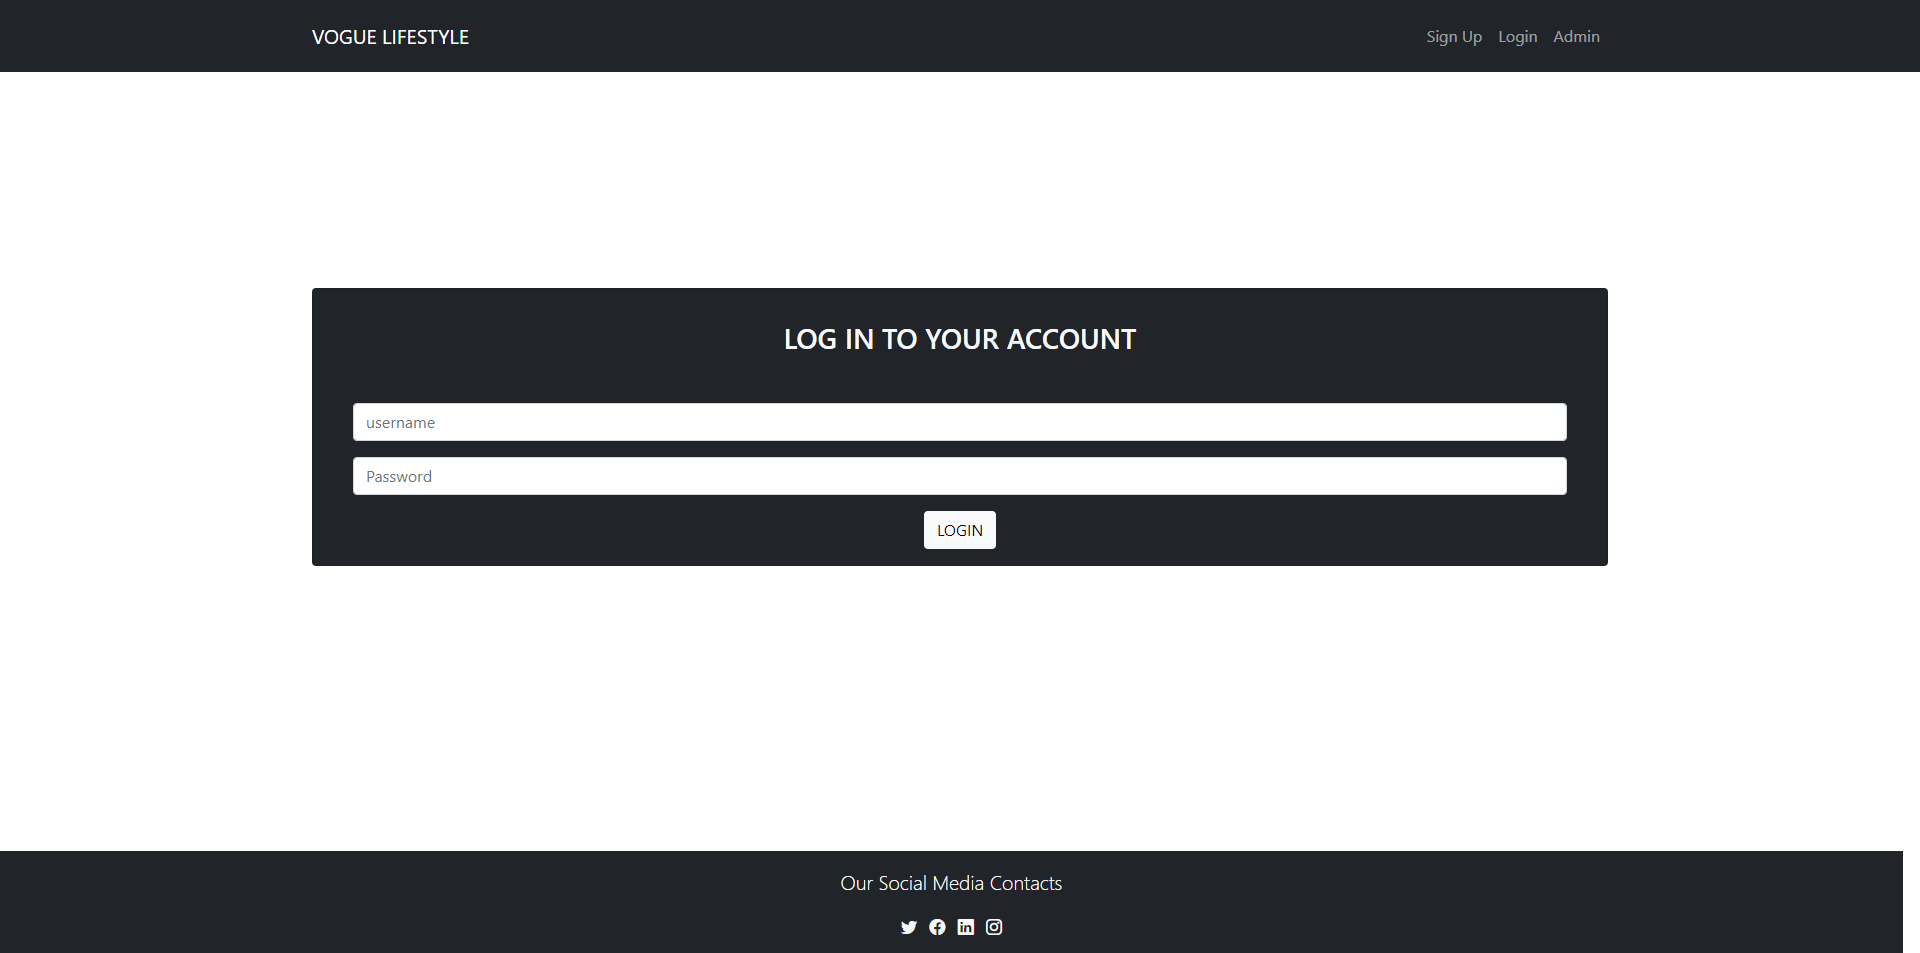 VOGUE LIFESTYLE
Sign Up Login Admin
LOG IN TO YOUR ACCOUNT
username
Password
LOGIN
Our Social Media Contacts